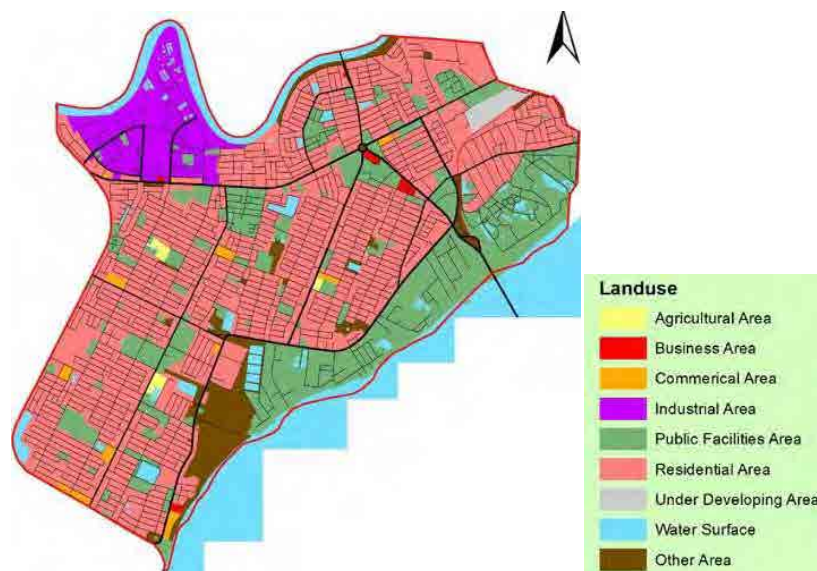 Landuse
Agricultural Area
Business Area
Commerical Area
Industrial Area
Public Facilities Area
Residential Area
Under Developing Area
Water Surface
Other Area